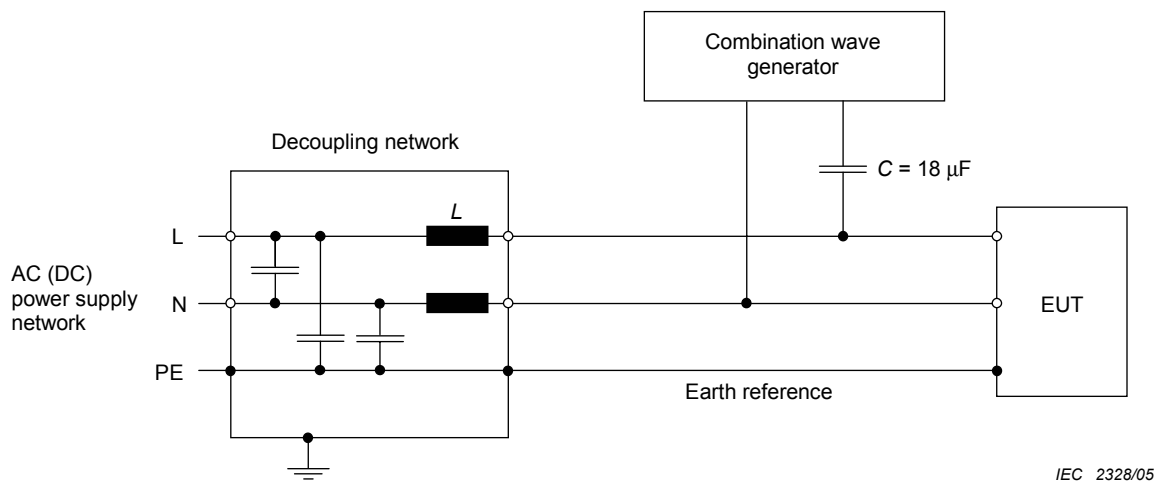 Combination wave
generator
Decoupling network
C = 18 μF
L
L
AC (DC)
power supply
network
N
EUT
PE
Earth reference
IEC 2328/05